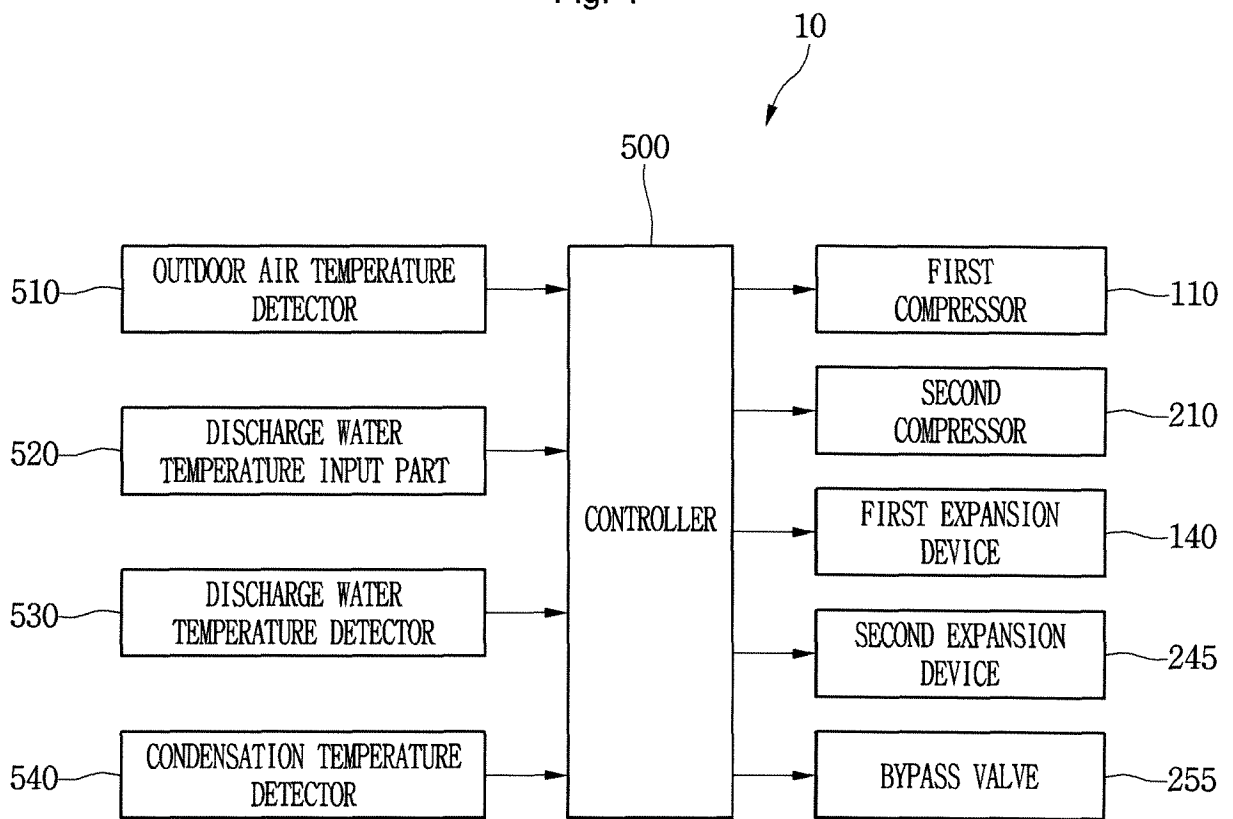 10
500
510
OUTDOOR AIR TEMPERATURE
DETECTOR
FIRST
COMPRESSOR
110
520
DISCHARGE WATER
TEMPERATURE INPUT PART
SECOND
COMPRESSOR
210
CONTROLLER
FIRST EXPANSION
DEVICE
140
530
DISCHARGE WATER
TEMPERATURE DETECTOR
SECOND EXPANSION
DEVICE
245
540
CONDENSATION TEMPERATURE
DETECTOR
BYPASS VALVE
255